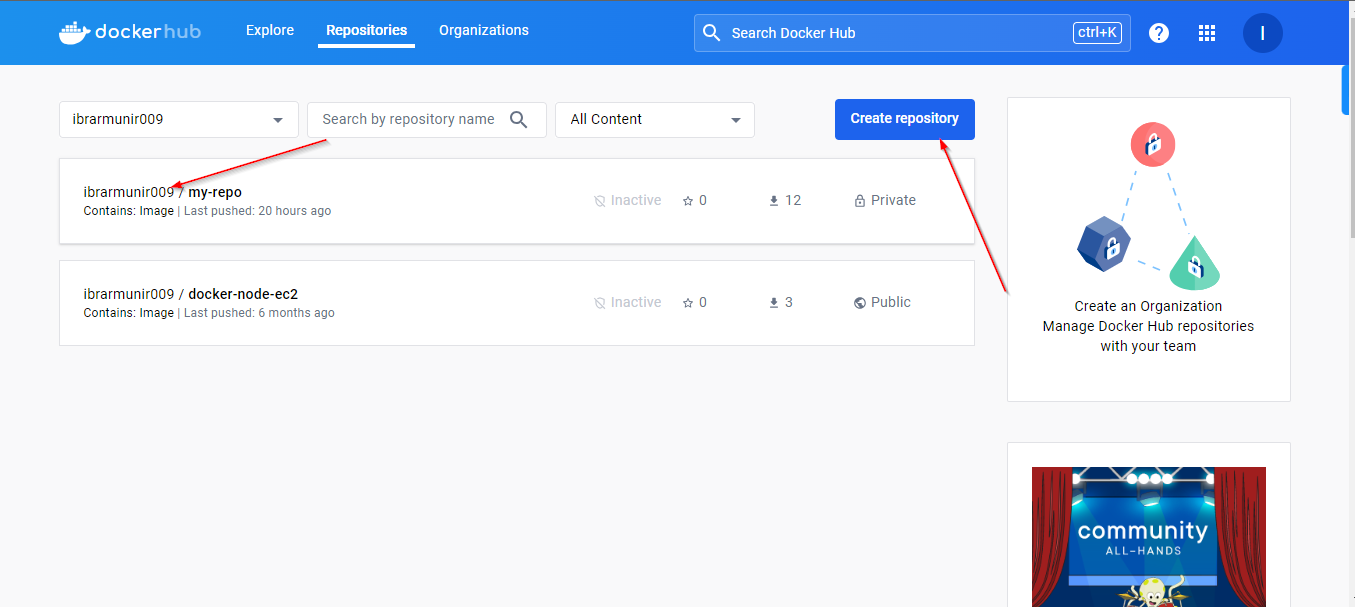 dockerhub Explore Repositories Organizations Search Docker Hub ctrl+K ? I
ibrarmunir009 Search by repository name All Content Create repository
ibrarmunir009 / my-repo
Contains: Image | Last pushed: 20 hours ago
Inactive 0 12 Private
ibrarmunir009 / docker-node-ec2
Contains: Image | Last pushed: 6 months ago
Inactive 0 3 Public
Create an Organization
Manage Docker Hub repositories
with your team
community
ALL-HANDS